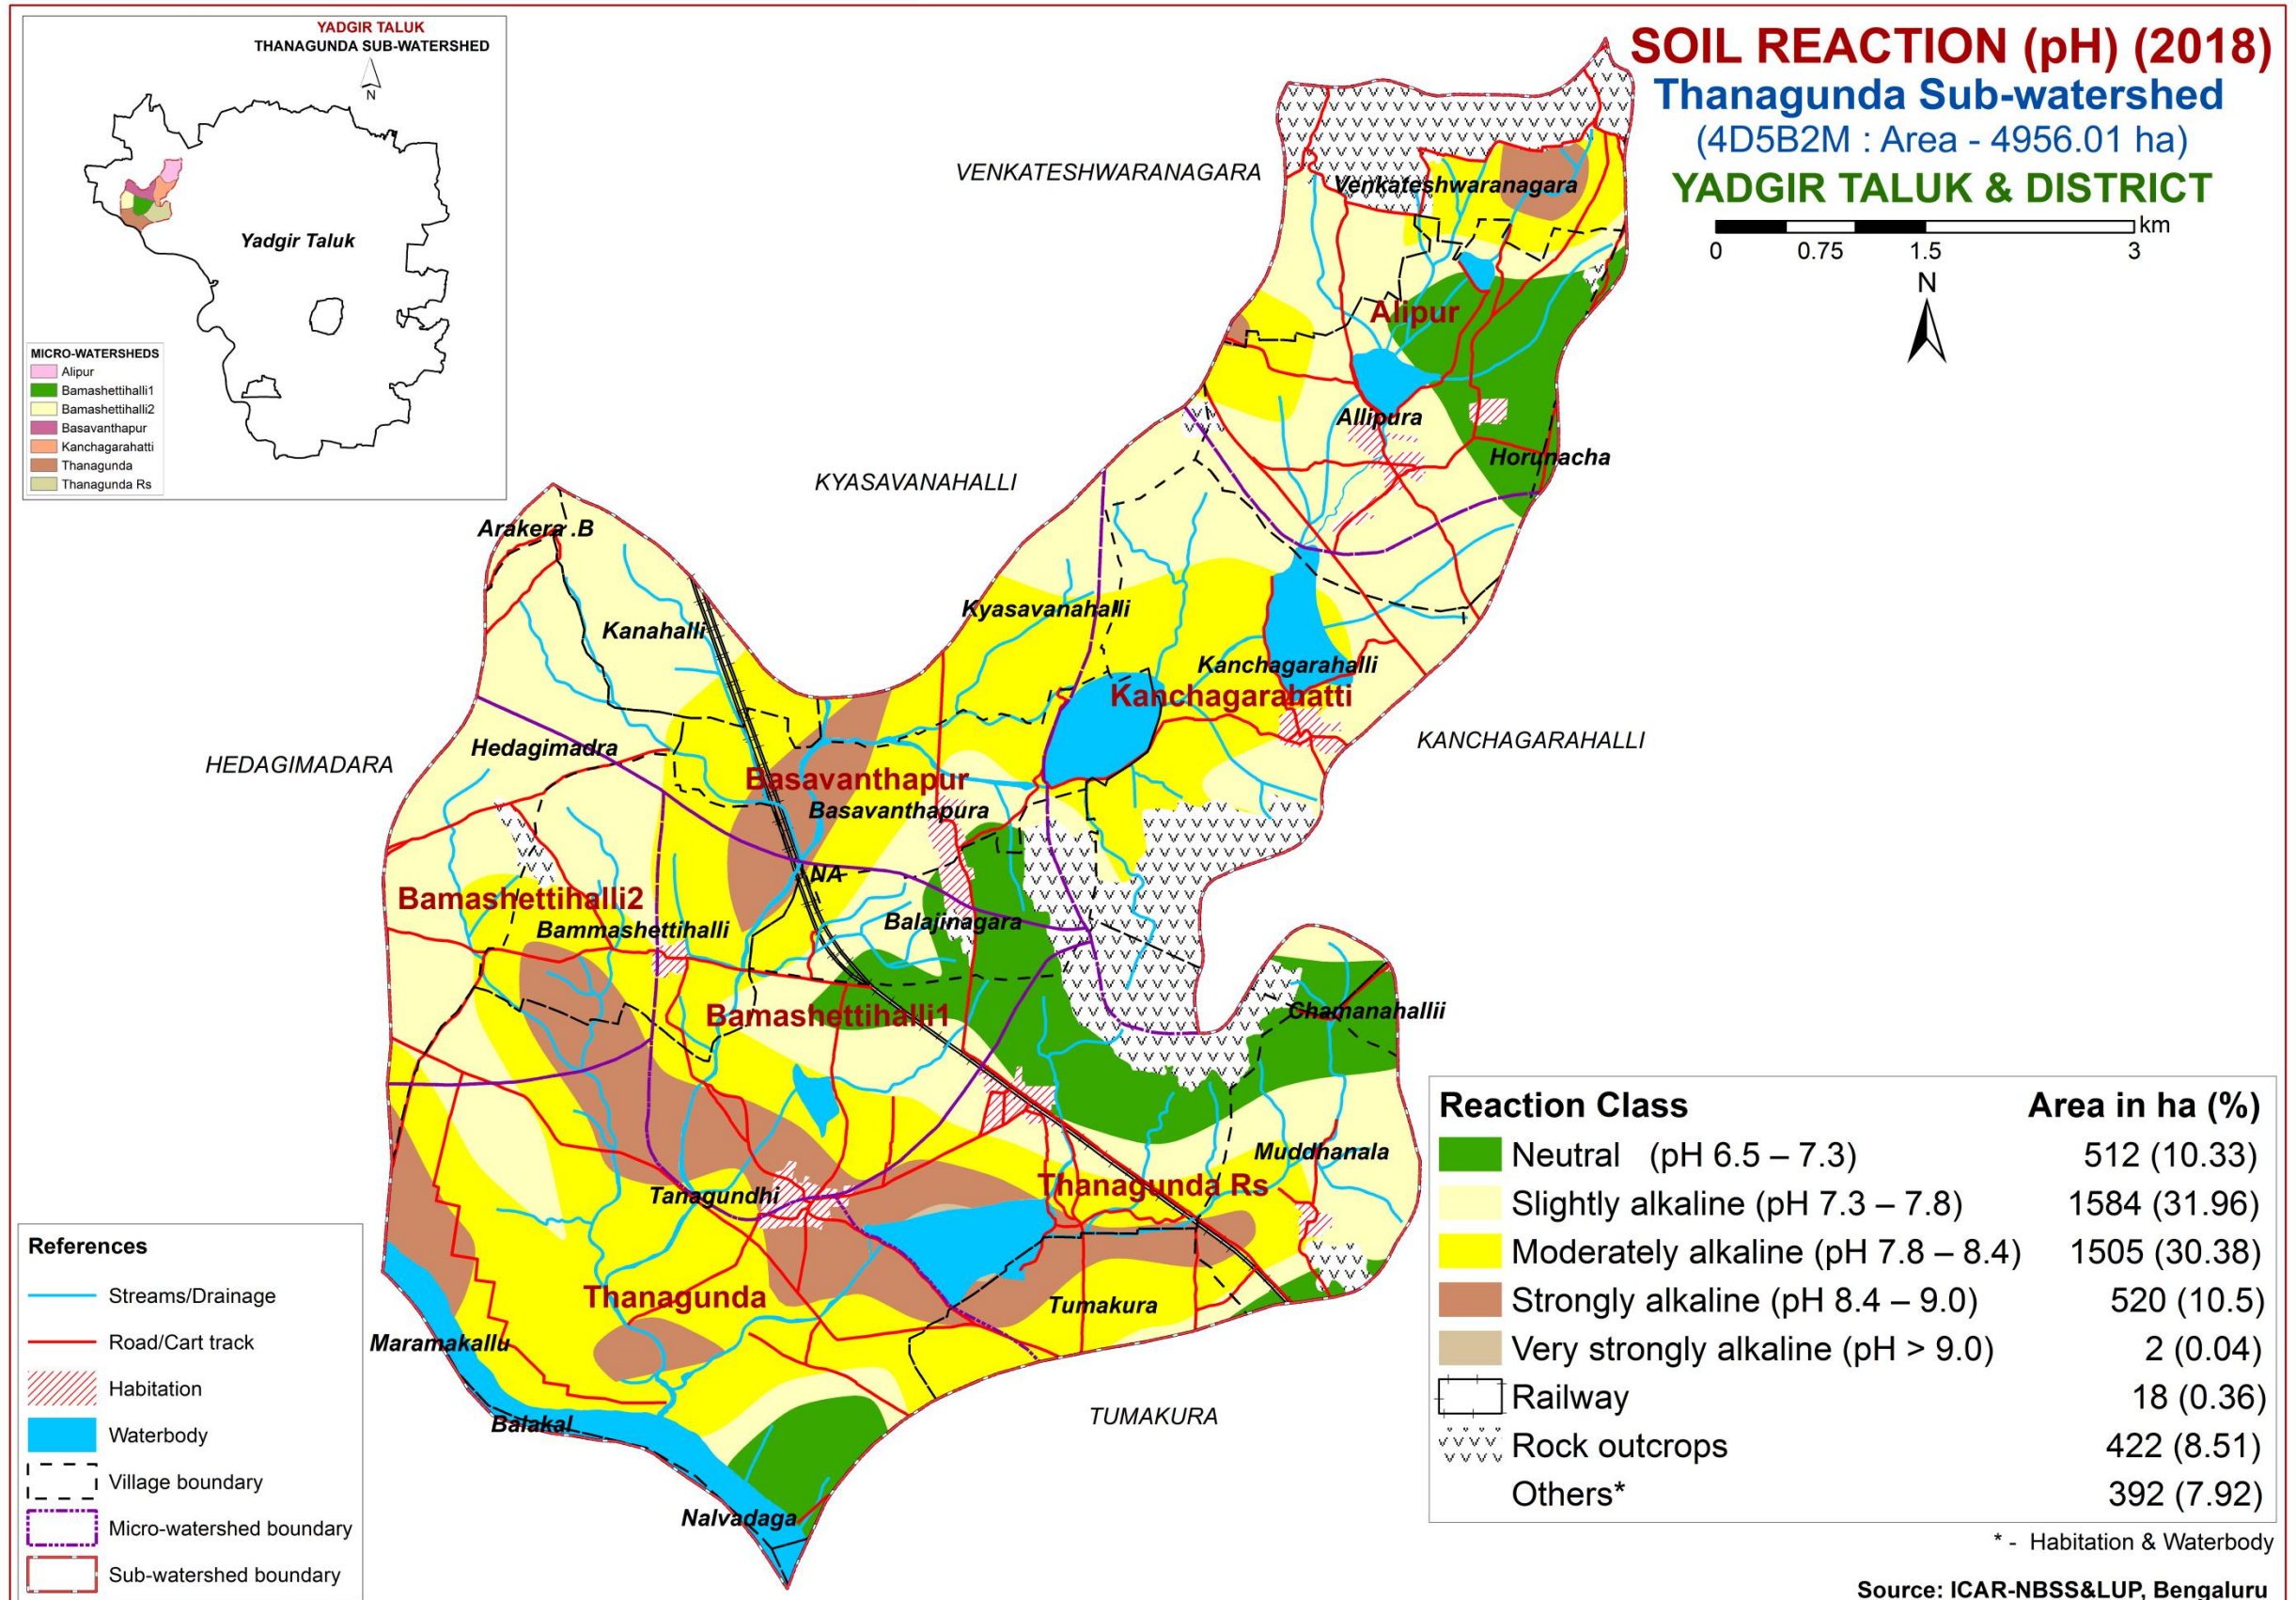 YADGIR TALUK
THANAGUNDA SUB-WATERSHED
N
Yadgir Taluk
MICRO-WATERSHEDS
Alipur
Bamashettihalli1
Bamashettihalli2
Basavanthapur
Kanchagarahatti
Thanagunda
Thanagunda Rs
SOIL REACTION (pH) (2018)
Thanagunda Sub-watershed
(4D5B2M : Area - 4956.01 ha)
YADGIR TALUK & DISTRICT
km
0 0.75 1.5 3
N
VENKATESHWARANAGARA
Venkateshwaranagara
Alipur
Allipura
Horunacha
KYASAVANAHALLI
Arakera .B
Kyasavanahalli
Kanahalli
Kanchagarahalli
Kanchagarahatti
KANCHAGARAHALLI
Hedagimadra
HEDAGIMADARA
Basavanthapur
Basavanthapura
NA
Bamashettihalli2
Balajinagara
Bammashettihalli
Chamanahallii
Bamashettihalli1
Muddhanala
Thanagunda Rs
Tanagundhi
Thanagunda
Tumakura
Maramakallu
TUMAKURA
Balakal
Nalvadaga
References
Streams/Drainage
Road/Cart track
Habitation
Waterbody
Village boundary
Micro-watershed boundary
Sub-watershed boundary
Reaction Class Area in ha (%)
Neutral (pH 6.5 – 7.3) 512 (10.33)
Slightly alkaline (pH 7.3 – 7.8) 1584 (31.96)
Moderately alkaline (pH 7.8 – 8.4) 1505 (30.38)
Strongly alkaline (pH 8.4 – 9.0) 520 (10.5)
Very strongly alkaline (pH > 9.0) 2 (0.04)
Railway 18 (0.36)
Rock outcrops 422 (8.51)
Others* 392 (7.92)
* - Habitation & Waterbody
Source: ICAR-NBSS&LUP, Bengaluru